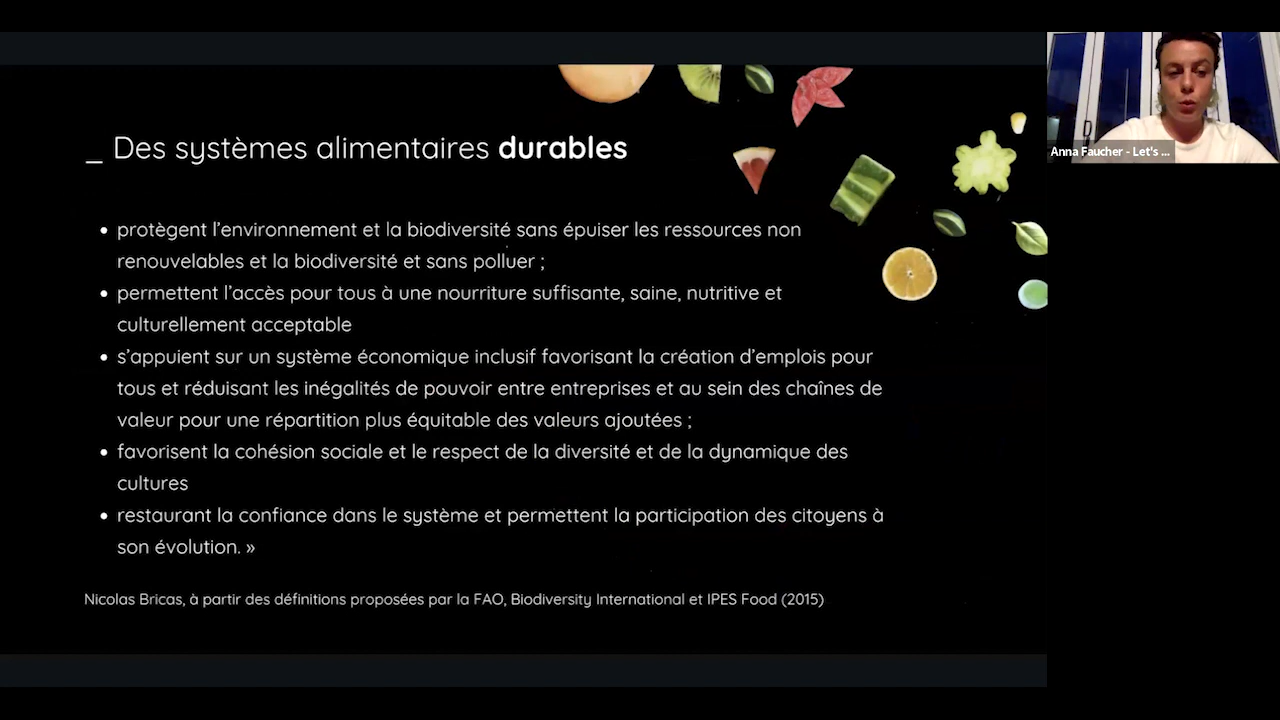 _ Des systèmes alimentaires durables
Anna Faucher - Let's ...
• protègent l'environnement et la biodiversité sans épuiser les ressources non
renouvelables et la biodiversité et sans polluer ;
• permettent l'accès pour tous à une nourriture suffisante, saine, nutritive et
culturellement acceptable
• s'appuient sur un système économique inclusif favorisant la création d'emplois pour
tous et réduisant les inégalités de pouvoir entre entreprises et au sein des chaînes de
valeur pour une répartition plus équitable des valeurs ajoutées ;
• favorisent la cohésion sociale et le respect de la diversité et de la dynamique des
cultures
• restaurant la confiance dans le système et permettent la participation des citoyens à
son évolution. »
Nicolas Bricas, à partir des définitions proposées par la FAO, Biodiversity International et IPES Food (2015)